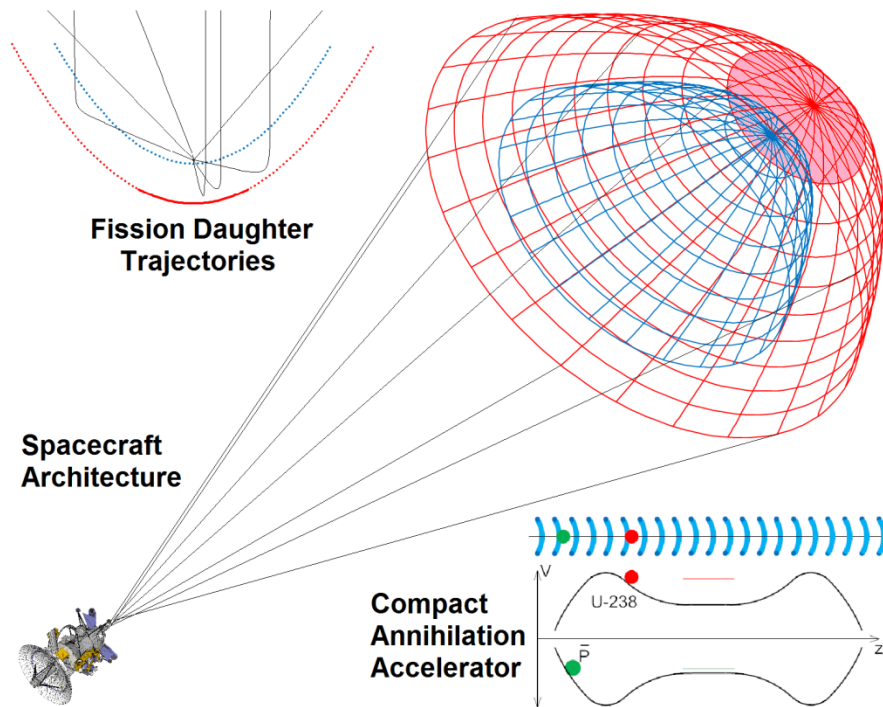 Fission Daughter
Trajectories
Spacecraft
Architecture
Compact
Annihilation
Accelerator
V
U-238
P̅
z